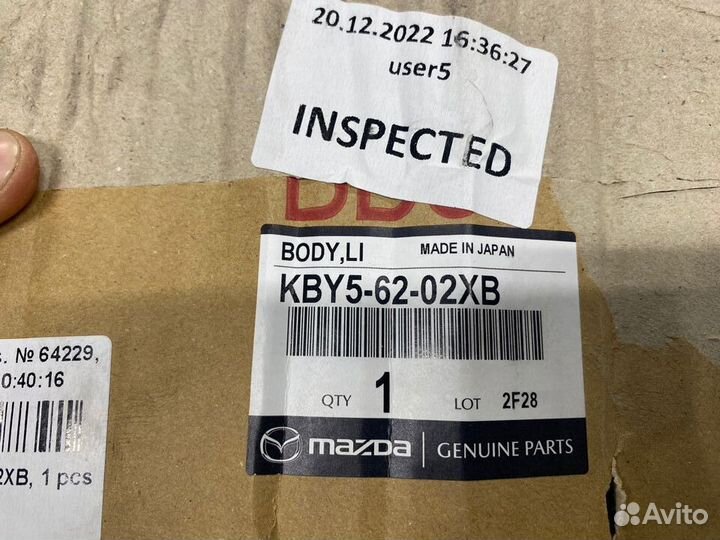 20.12.2022 16:36:27
user5
INSPECTED
BODY,LI
MADE IN JAPAN
KBY5-62-02XB
QTY 1 LOT 2F28
mazda GENUINE PARTS
s. № 64229,
0:40:16
2XB, 1 pcs
Avito